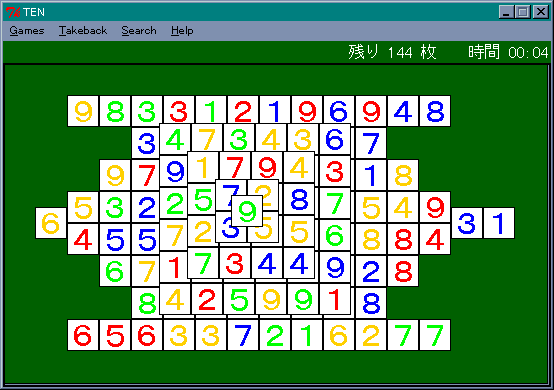 TEN
Games Takeback Search Help
残り 144 枚 時間 00:04
9 8 3 3 1 2 1 9 6 9 4 8
3 4 7 3 4 3 6 7
9 7 9 1 7 9 4 3 1 8
5 3 2 2 5 7 2 8 7 5 4 9
6 9 3 1
4 5 5 7 2 3 5 5 6 8 8 4
6 7 1 7 3 4 4 9 2 8
8 4 2 5 9 9 1 8
6 5 6 3 3 7 2 1 6 2 7 7